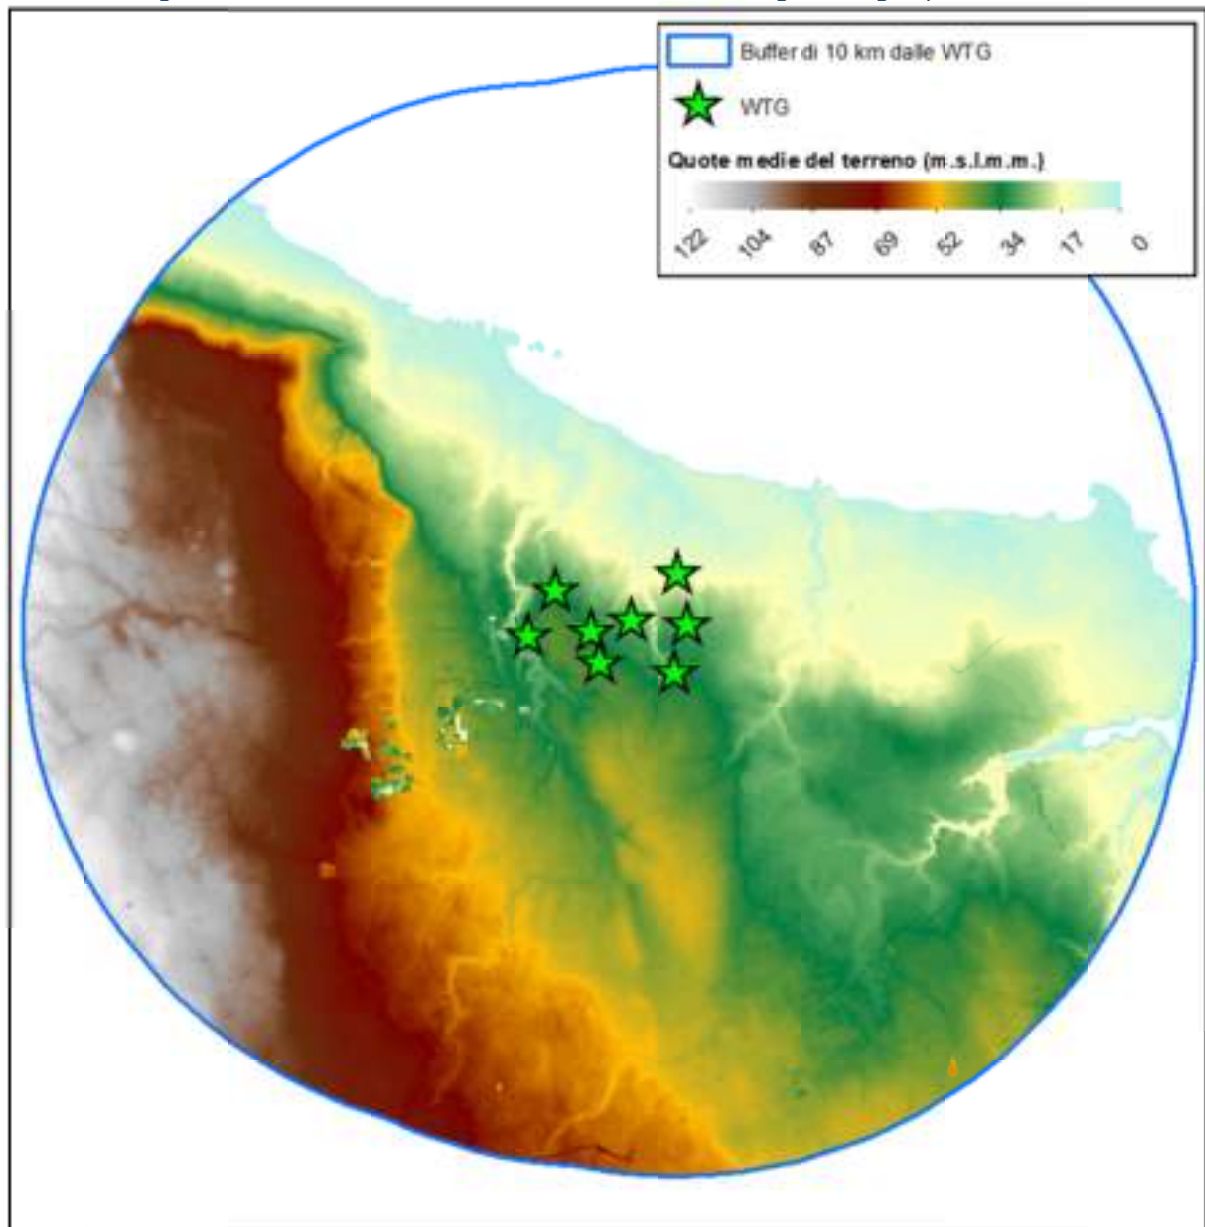 Buffer di 10 km dalle WTG
WTG
Quote medie del terreno (m.s.l.m.m.)
122 104 87 69 52 34 17 0